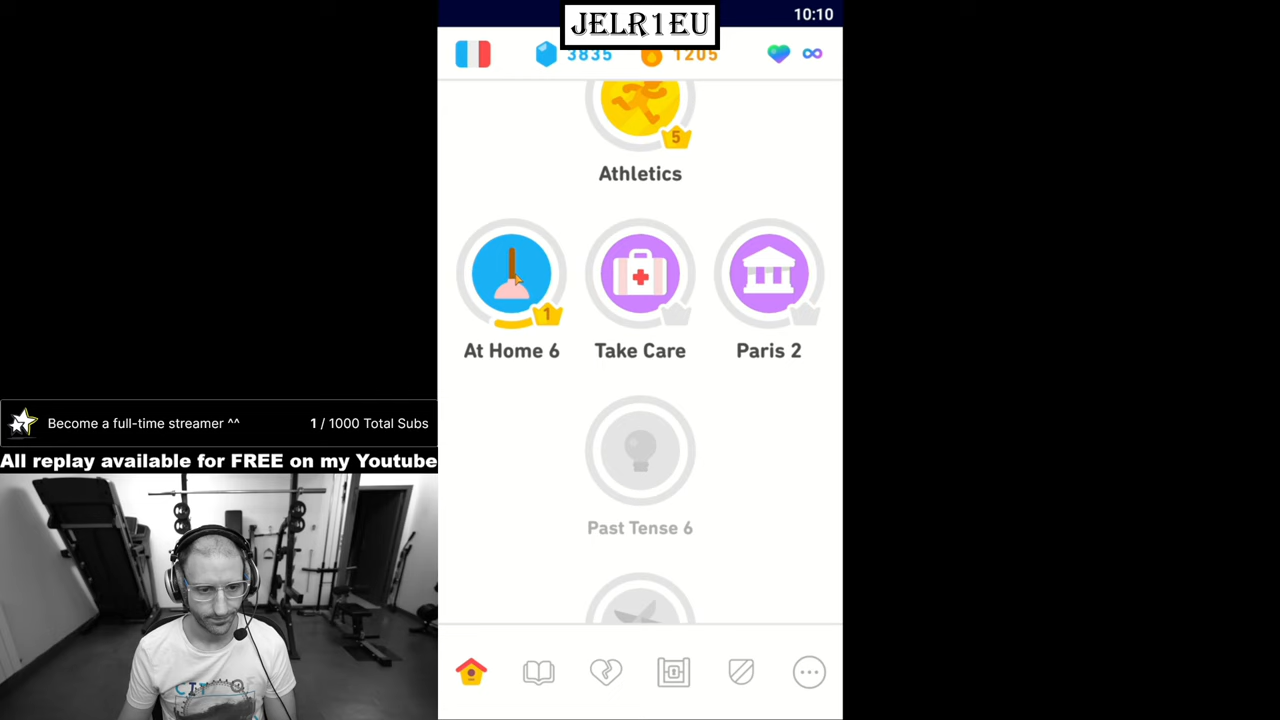 10:10
JELR1EU
3835
1205
5
Athletics
1
At Home 6
Take Care
Paris 2
Past Tense 6
Become a full-time streamer ^^
1 / 1000 Total Subs
All replay available for FREE on my Youtube